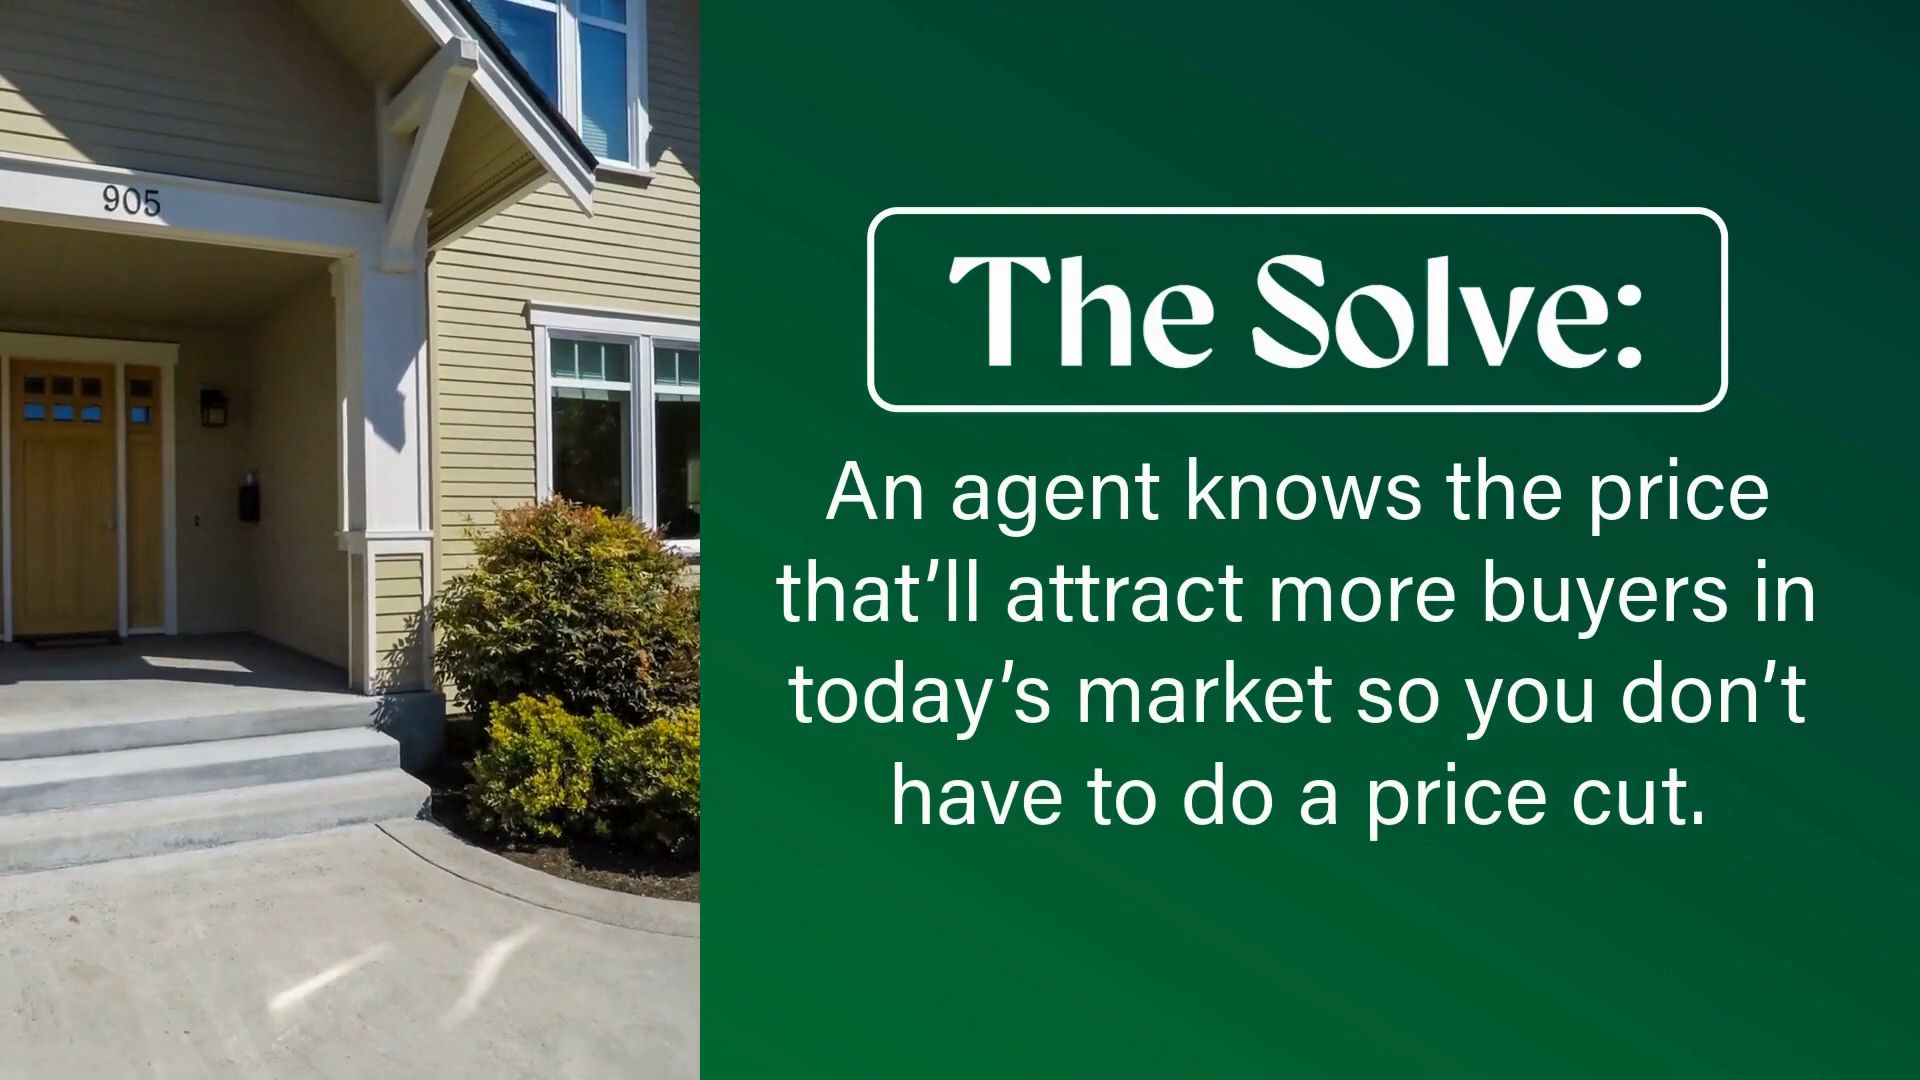 905
The Solve:
An agent knows the price
that’ll attract more buyers in
today’s market so you don’t
have to do a price cut.